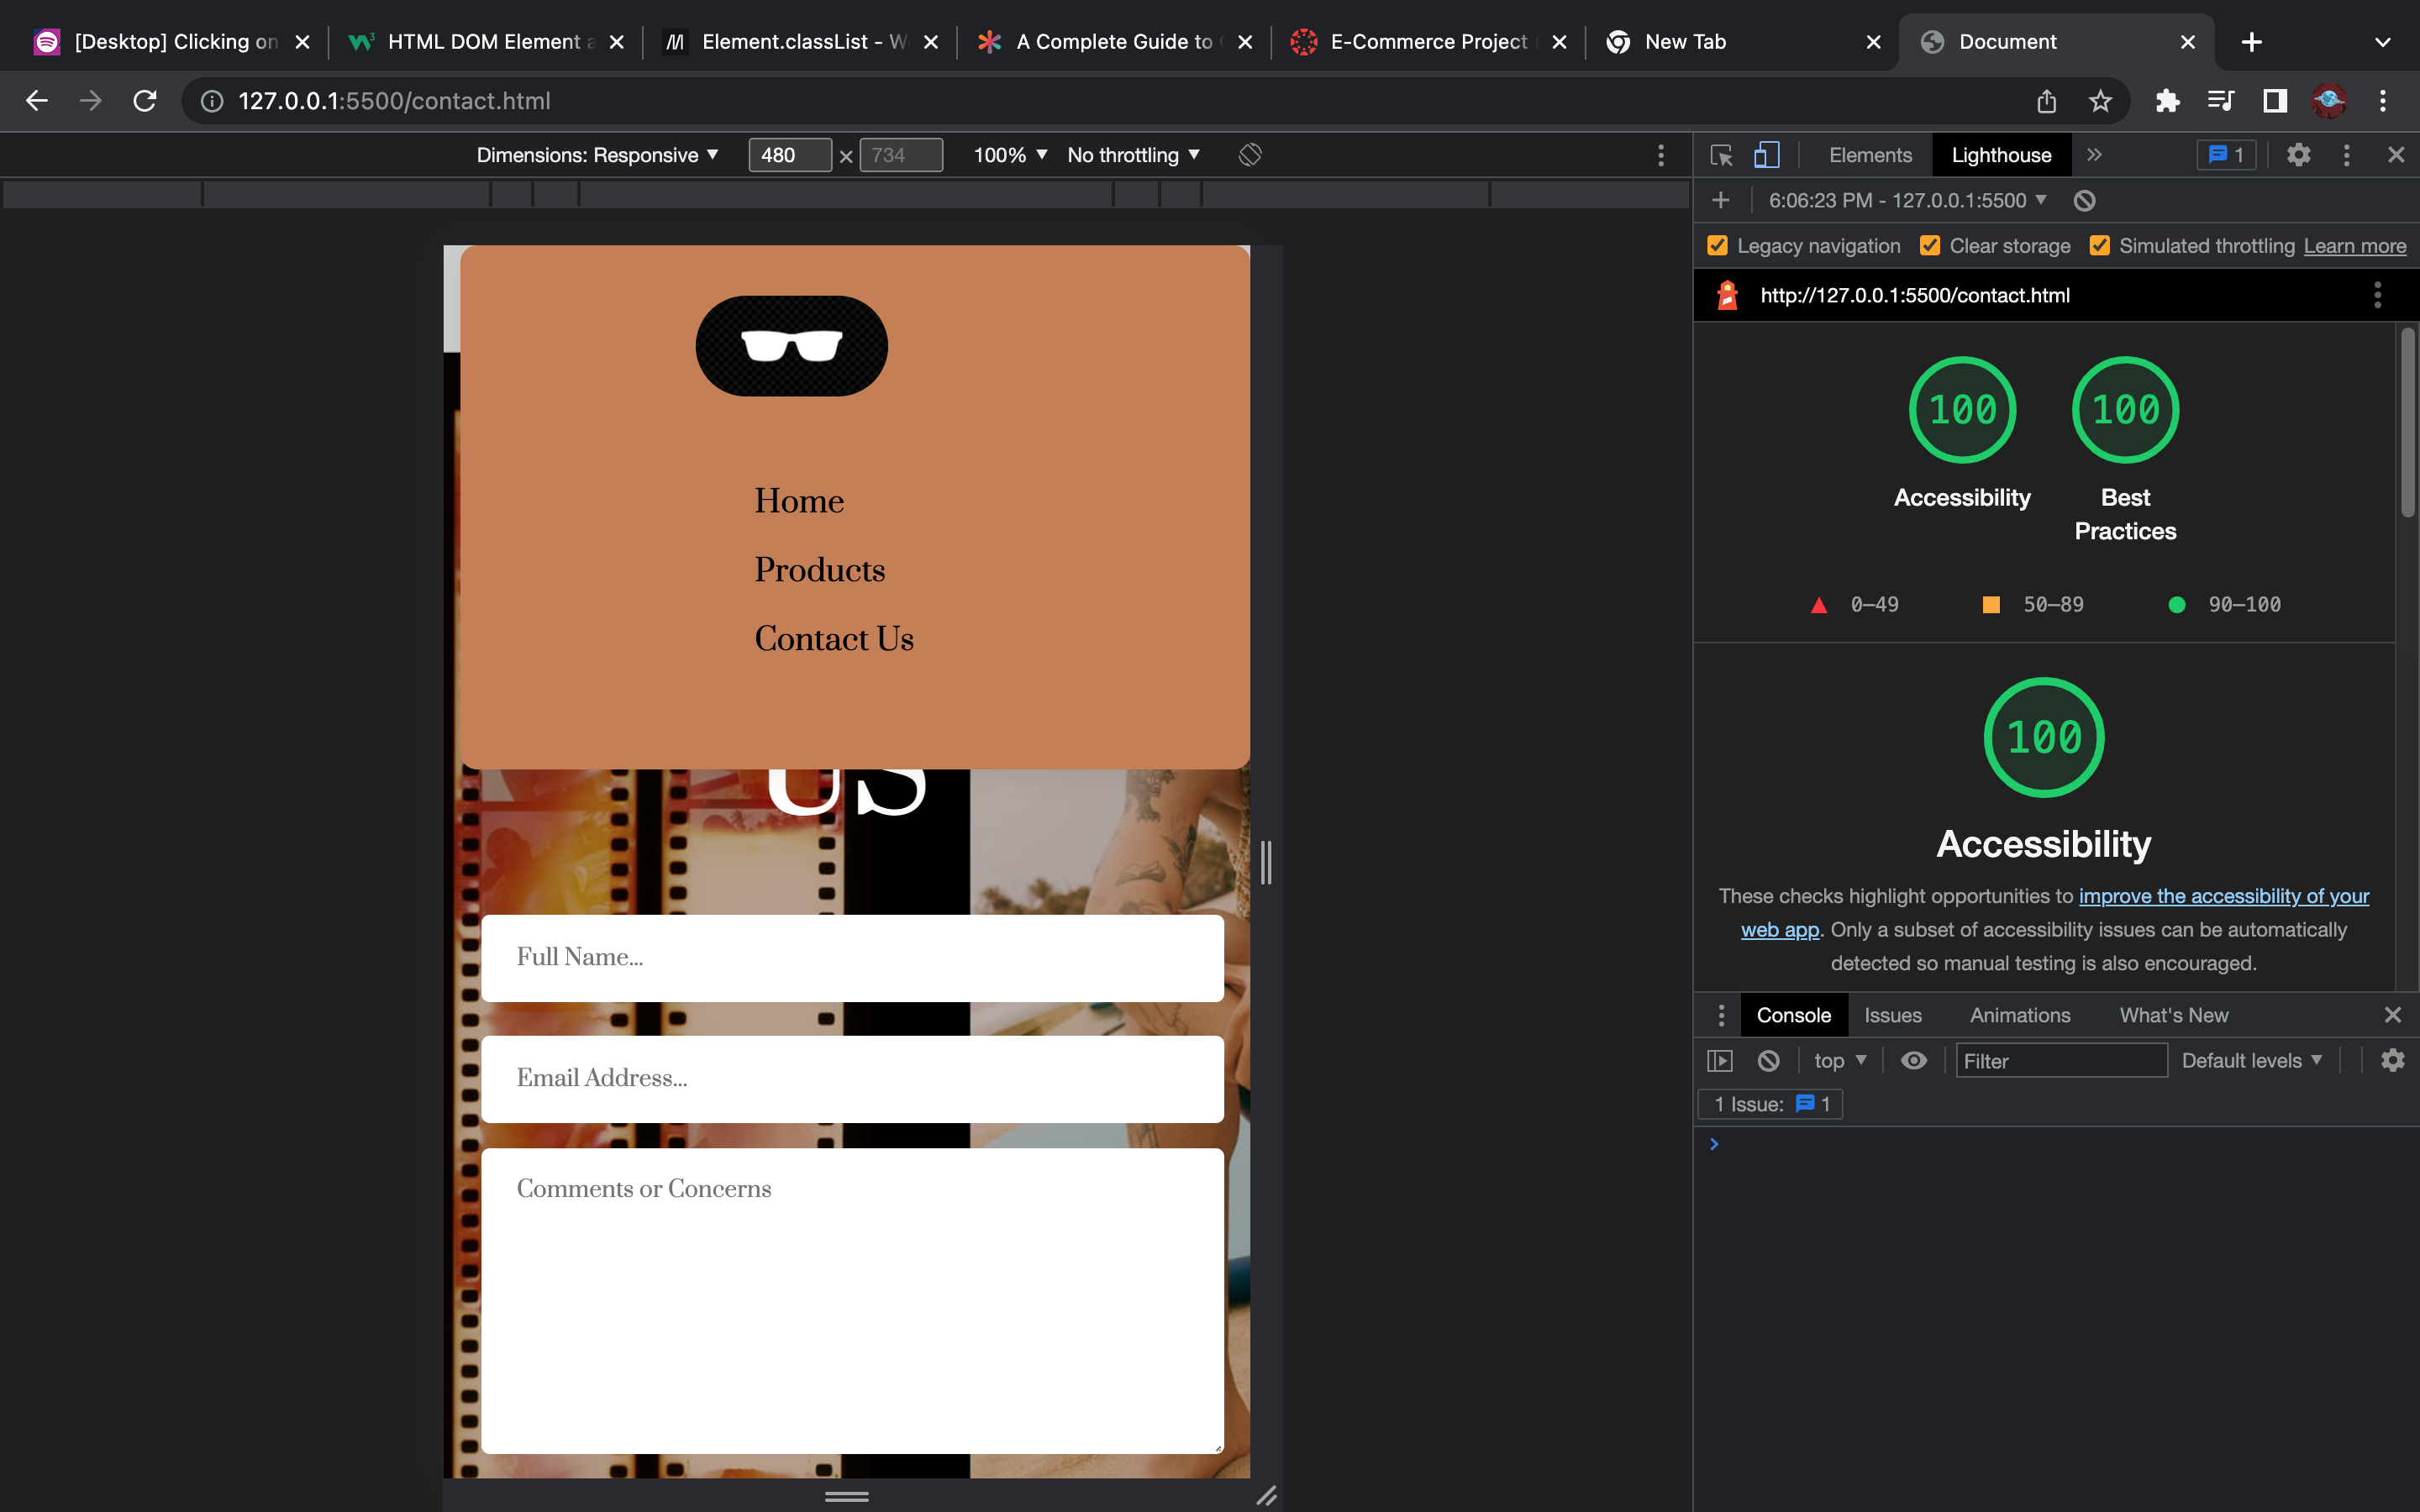 [Desktop] Clicking on
HTML DOM Element
Element.classList - W
A Complete Guide to
E-Commerce Project
New Tab
Document
127.0.0.1:5500/contact.html
Dimensions: Responsive 480 × 734 100% No throttling
Elements Lighthouse 1
6:06:23 PM - 127.0.0.1:5500
Legacy navigation Clear storage Simulated throttling Learn more
http://127.0.0.1:5500/contact.html
Home
Products
Contact Us
US
Full Name...
Email Address...
Comments or Concerns
100 100
Accessibility Best
Practices
0–49 50–89 90–100
100
Accessibility
These checks highlight opportunities to improve the accessibility of your
web app. Only a subset of accessibility issues can be automatically
detected so manual testing is also encouraged.
Console Issues Animations What's New
top Filter Default levels
1 Issue: 1